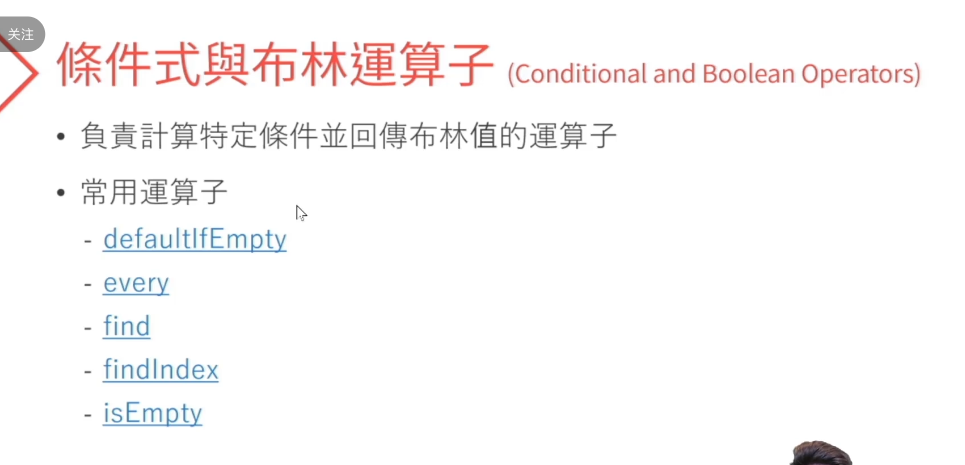 关注
條件式與布林運算子 (Conditional and Boolean Operators)
• 負責計算特定條件並回傳布林值的運算子
• 常用運算子
- defaultIfEmpty
- every
- find
- findIndex
- isEmpty